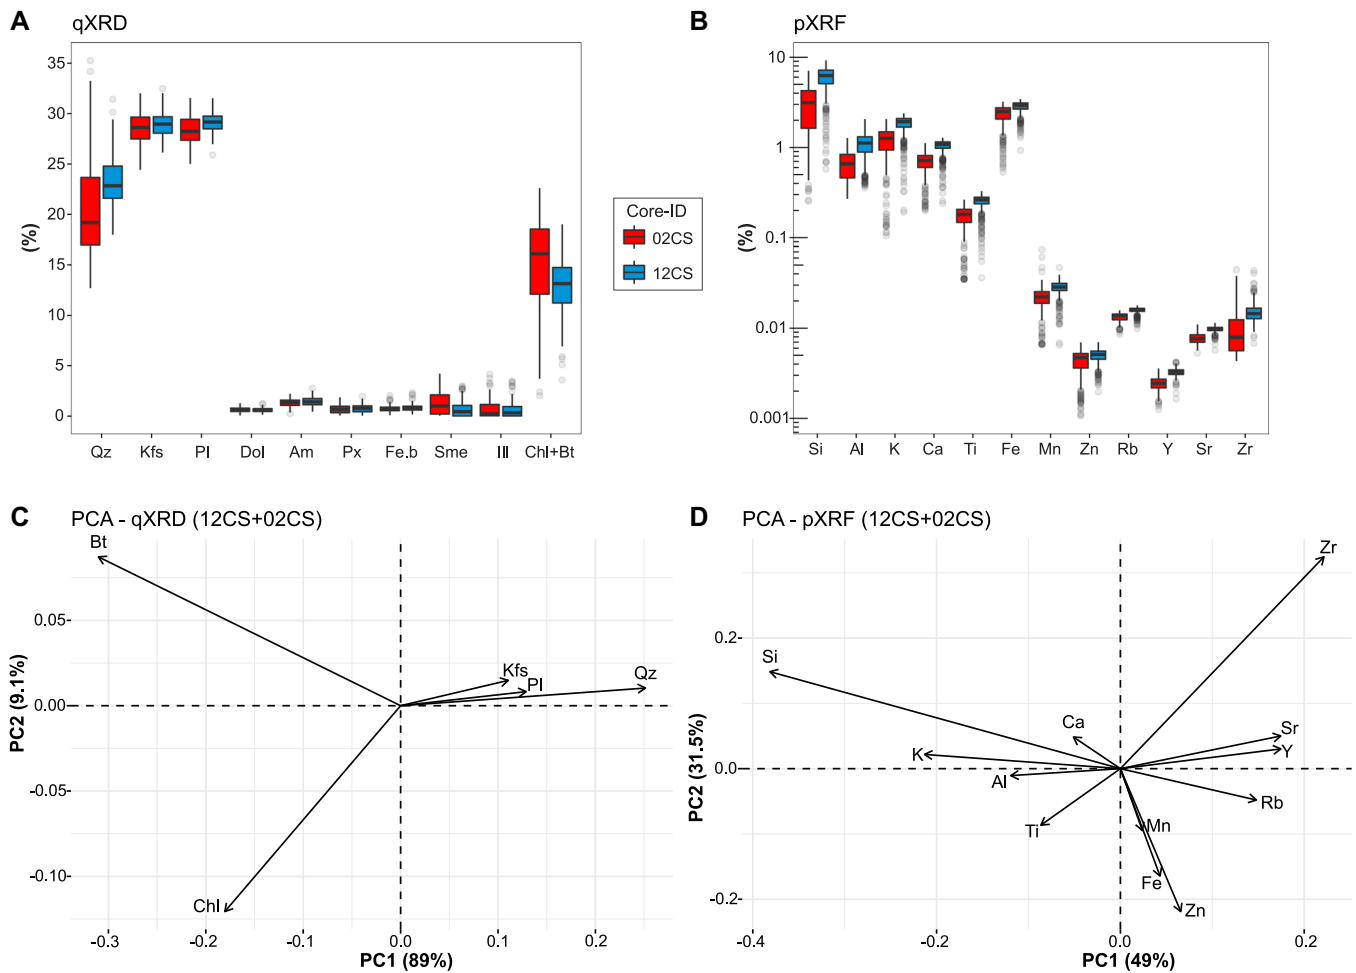 A qXRD
35
30
25
20
15
10
5
0
(%)
Qz Kfs Pl Dol Am Px Fe.b Sme Ill Chl+Bt
Core-ID
02CS
12CS
B pXRF
10
1
0.1
0.01
0.001
(%)
Si Al K Ca Ti Fe Mn Zn Rb Y Sr Zr
C PCA - qXRD (12CS+02CS)
Bt
Kfs
Pl
Qz
Chl
0.05
0.00
-0.05
-0.10
PC2 (9.1%)
-0.3 -0.2 -0.1 0.0 0.1 0.2
PC1 (89%)
D PCA - pXRF (12CS+02CS)
Zr
Si
Ca
Sr
K
Y
Al
Rb
Ti
Mn
Fe
Zn
0.2
0.0
-0.2
PC2 (31.5%)
-0.4 -0.2 0.0 0.2
PC1 (49%)